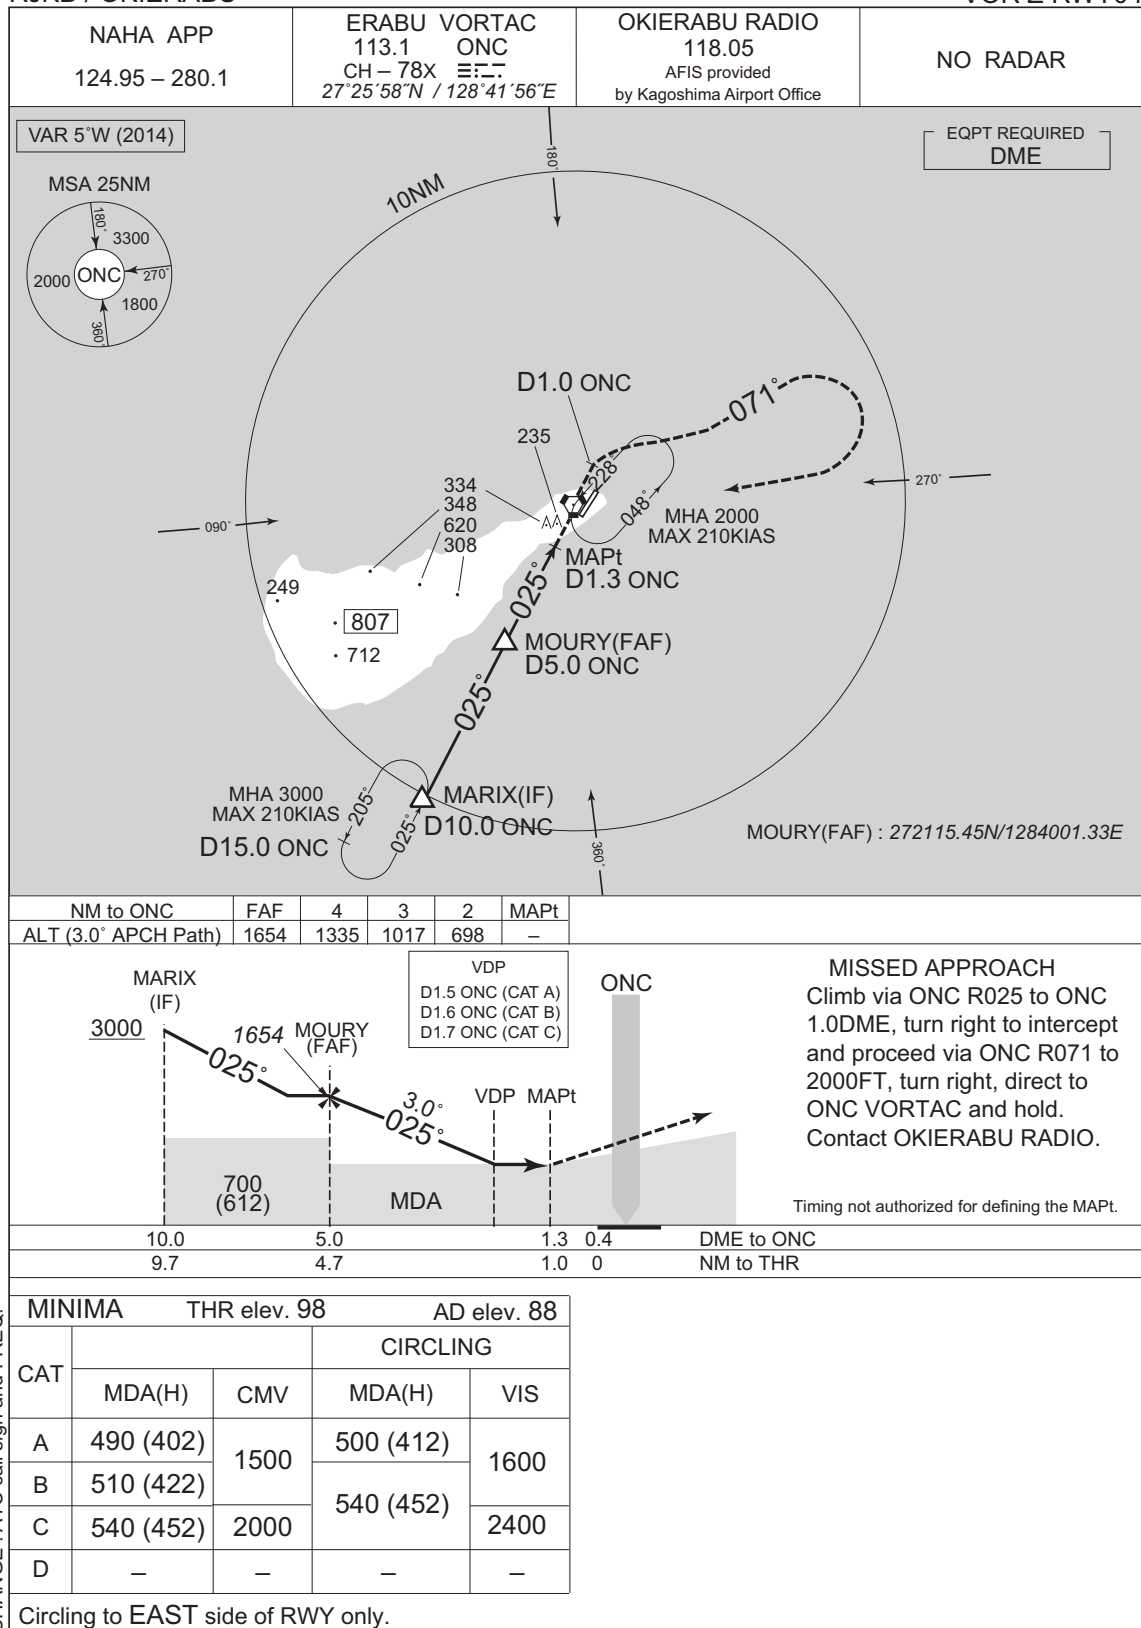 NAHA APP
124.95 – 280.1
ERABU VORTAC
113.1 ONC
CH – 78X
27°25´58˝N / 128°41´56˝E
OKIERABU RADIO
118.05
AFIS provided
by Kagoshima Airport Office
NO RADAR
VAR 5°W (2014)
EQPT REQUIRED
DME
MSA 25NM
180°
3300
2000
ONC
270°
1800
360°
10NM
180°
D1.0 ONC
071°
235
228°
270°
334
348
620
308
048°
MHA 2000
MAX 210KIAS
090°
MAPt
D1.3 ONC
249
025°
807
712
MOURY(FAF)
D5.0 ONC
025°
MHA 3000
MAX 210KIAS
205°
025°
MARIX(IF)
D10.0 ONC
D15.0 ONC
360°
MOURY(FAF) : 272115.45N/1284001.33E
NM to ONC FAF 4 3 2 MAPt
ALT (3.0° APCH Path) 1654 1335 1017 698 –
MARIX
(IF)
3000
025°
1654
MOURY
(FAF)
VDP
D1.5 ONC (CAT A)
D1.6 ONC (CAT B)
D1.7 ONC (CAT C)
3.0°
025°
VDP MAPt
ONC
700
(612)
MDA
MISSED APPROACH
Climb via ONC R025 to ONC
1.0DME, turn right to intercept
and proceed via ONC R071 to
2000FT, turn right, direct to
ONC VORTAC and hold.
Contact OKIERABU RADIO.
Timing not authorized for defining the MAPt.
10.0 5.0 1.3 0.4 DME to ONC
9.7 4.7 1.0 0 NM to THR
MINIMA THR elev. 98 AD elev. 88
CAT CIRCLING
MDA(H) CMV MDA(H) VIS
A 490 (402) 1500 500 (412) 1600
B 510 (422) 540 (452)
C 540 (452) 2000 2400
D – – – –
Circling to EAST side of RWY only.